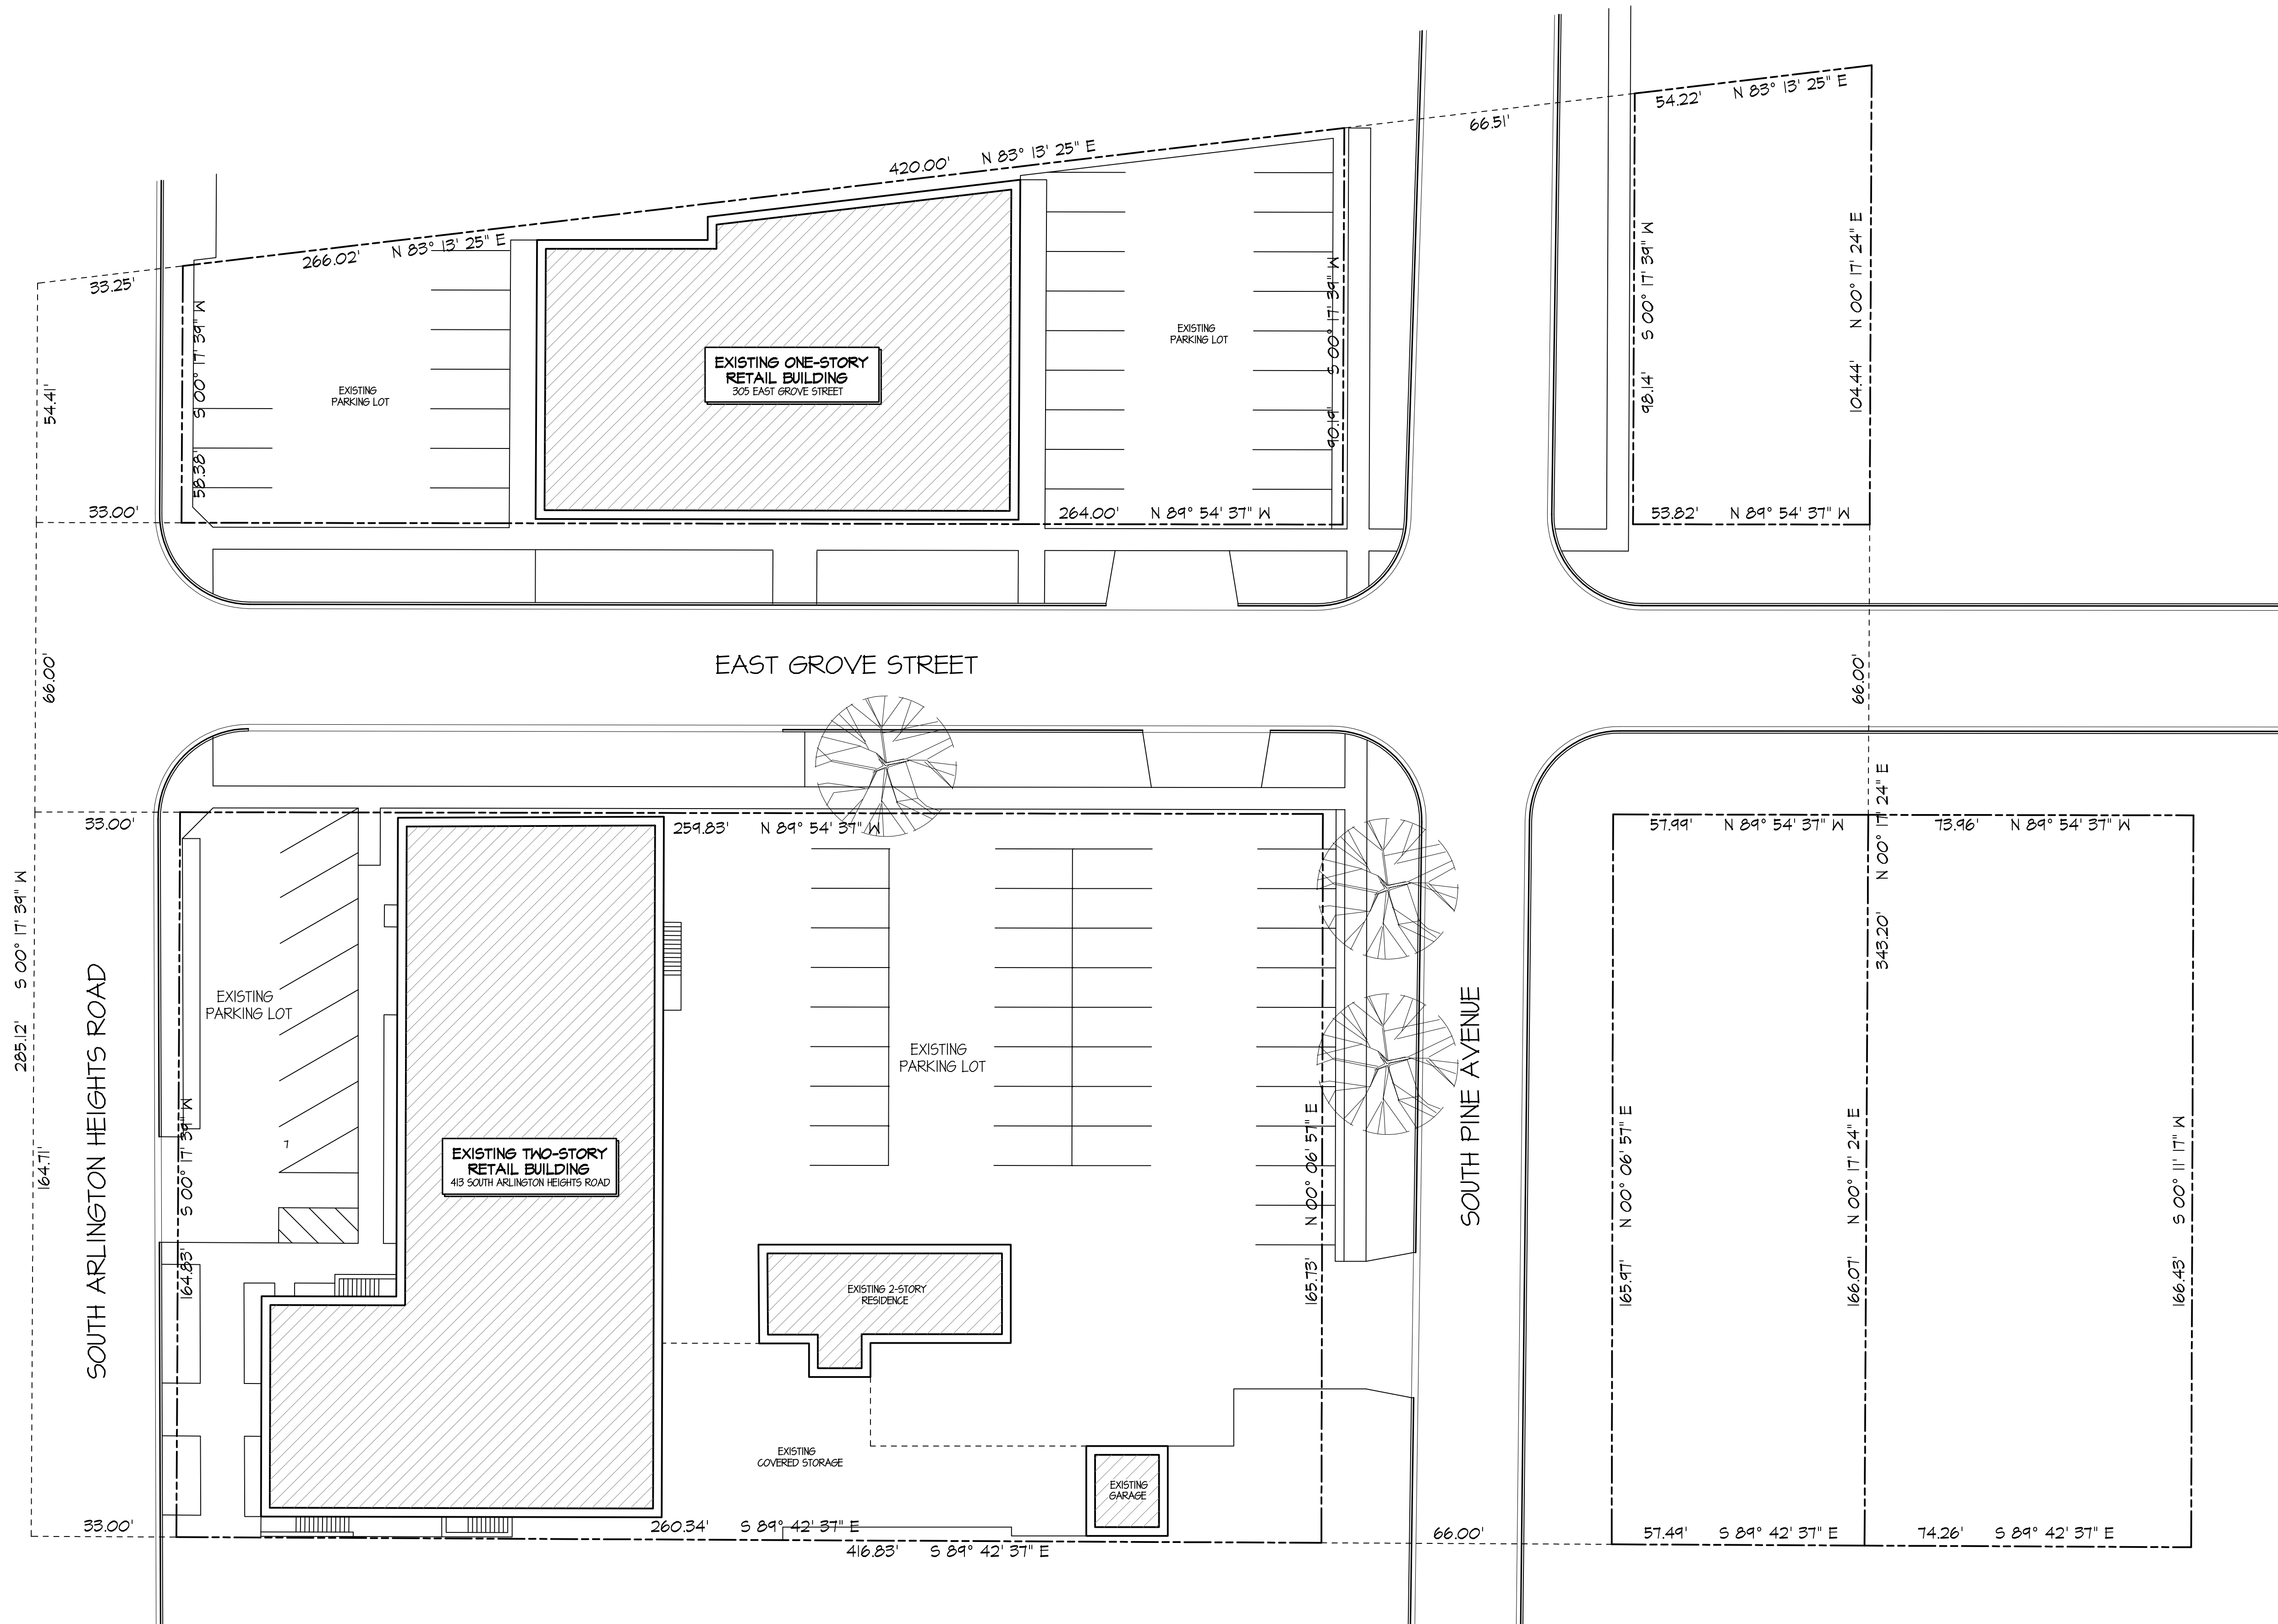 54.22' N 83° 13' 25" E
66.51'
420.00' N 83° 13' 25" E
266.02' N 83° 13' 25" E
33.25'
54.41'
58.38' S 00° 17' 39" W
EXISTING
PARKING LOT
EXISTING ONE-STORY
RETAIL BUILDING
305 EAST GROVE STREET
EXISTING
PARKING LOT
90.19' S 00° 17' 39" W
98.14' S 00° 17' 39" W
104.44' N 00° 17' 24" E
33.00'
264.00' N 89° 54' 37" W
53.82' N 89° 54' 37" W
66.00'
EAST GROVE STREET
66.00'
33.00'
259.83' N 89° 54' 37" W
57.99' N 89° 54' 37" W
73.96' N 89° 54' 37" W
343.20' N 00° 17' 24" E
285.12' S 00° 17' 39" W
SOUTH ARLINGTON HEIGHTS ROAD
EXISTING
PARKING LOT
7
EXISTING
PARKING LOT
SOUTH PINE AVENUE
164.71'
164.83' S 00° 17' 39" W
EXISTING TWO-STORY
RETAIL BUILDING
413 SOUTH ARLINGTON HEIGHTS ROAD
EXISTING 2-STORY
RESIDENCE
165.73' N 00° 06' 57" E
165.97' N 00° 06' 57" E
166.07' N 00° 17' 24" E
166.43' S 00° 11' 17" W
EXISTING
COVERED STORAGE
EXISTING
GARAGE
33.00'
260.34' S 89° 42' 37" E
416.83' S 89° 42' 37" E
66.00'
57.49' S 89° 42' 37" E
74.26' S 89° 42' 37" E